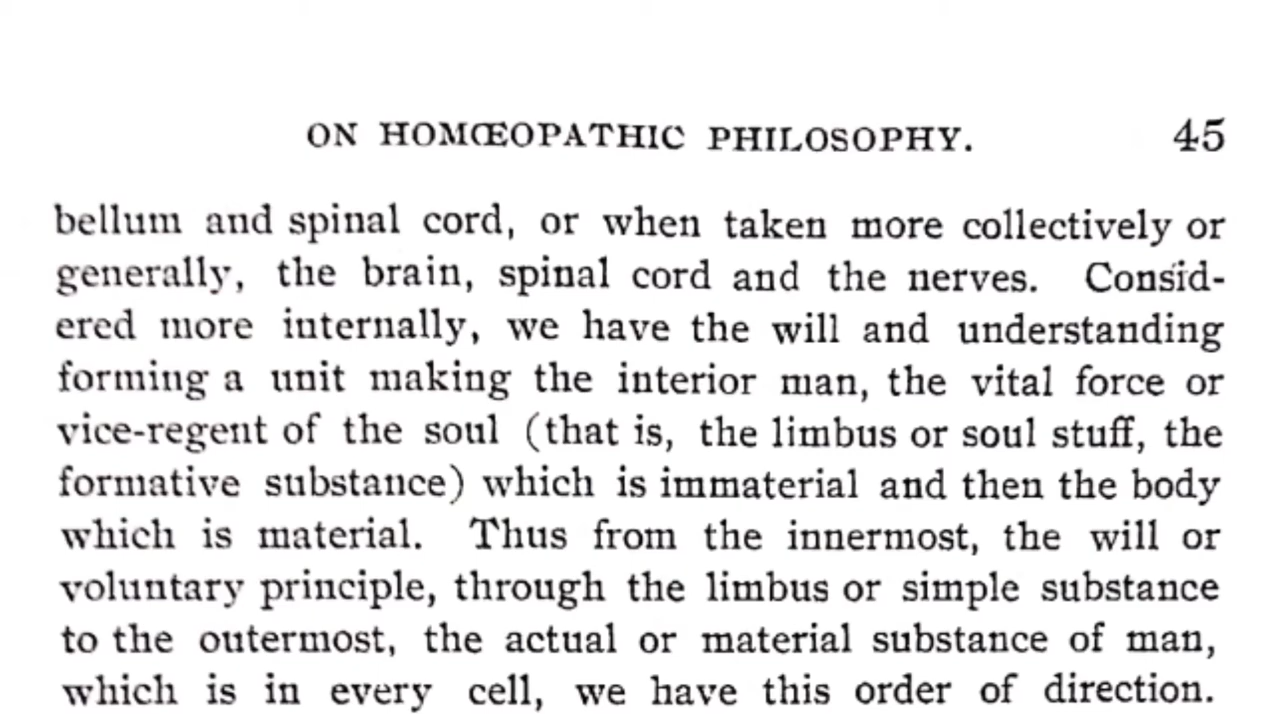 ON HOMŒOPATHIC PHILOSOPHY. 45
bellum and spinal cord, or when taken more collectively or
generally, the brain, spinal cord and the nerves. Consid-
ered more internally, we have the will and understanding
forming a unit making the interior man, the vital force or
vice-regent of the soul (that is, the limbus or soul stuff, the
formative substance) which is immaterial and then the body
which is material. Thus from the innermost, the will or
voluntary principle, through the limbus or simple substance
to the outermost, the actual or material substance of man,
which is in every cell, we have this order of direction.